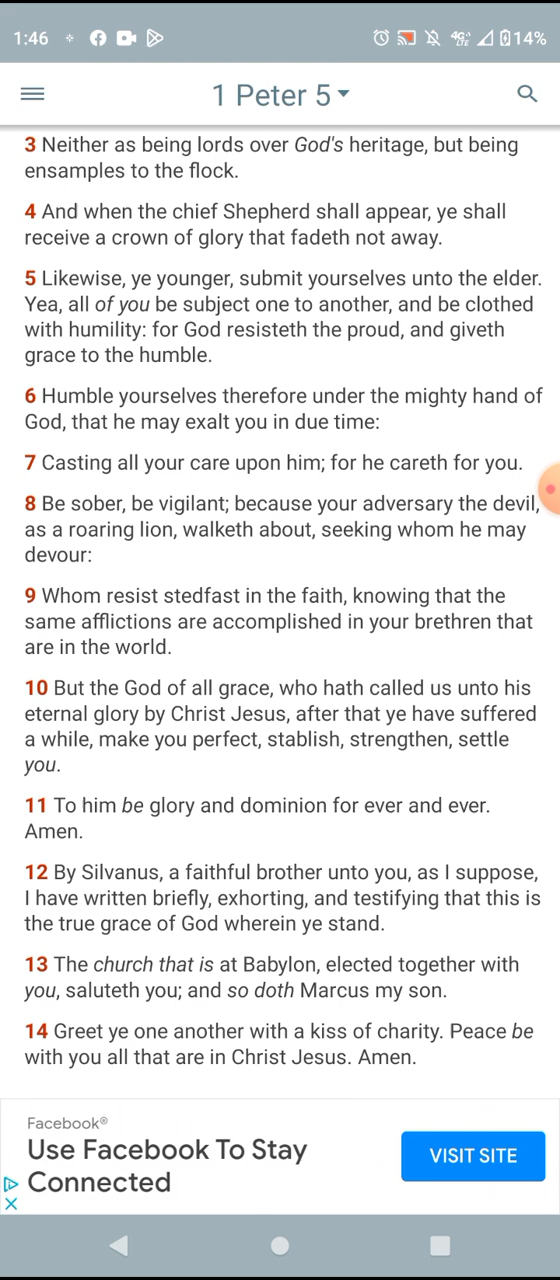 1:46
4G+ LTE 14%
1 Peter 5
3 Neither as being lords over God's heritage, but being
ensamples to the flock.
4 And when the chief Shepherd shall appear, ye shall
receive a crown of glory that fadeth not away.
5 Likewise, ye younger, submit yourselves unto the elder.
Yea, all of you be subject one to another, and be clothed
with humility: for God resisteth the proud, and giveth
grace to the humble.
6 Humble yourselves therefore under the mighty hand of
God, that he may exalt you in due time:
7 Casting all your care upon him; for he careth for you.
8 Be sober, be vigilant; because your adversary the devil,
as a roaring lion, walketh about, seeking whom he may
devour:
9 Whom resist stedfast in the faith, knowing that the
same afflictions are accomplished in your brethren that
are in the world.
10 But the God of all grace, who hath called us unto his
eternal glory by Christ Jesus, after that ye have suffered
a while, make you perfect, stablish, strengthen, settle
you.
11 To him be glory and dominion for ever and ever.
Amen.
12 By Silvanus, a faithful brother unto you, as I suppose,
I have written briefly, exhorting, and testifying that this is
the true grace of God wherein ye stand.
13 The church that is at Babylon, elected together with
you, saluteth you; and so doth Marcus my son.
14 Greet ye one another with a kiss of charity. Peace be
with you all that are in Christ Jesus. Amen.
Facebook®
Use Facebook To Stay
Connected
VISIT SITE